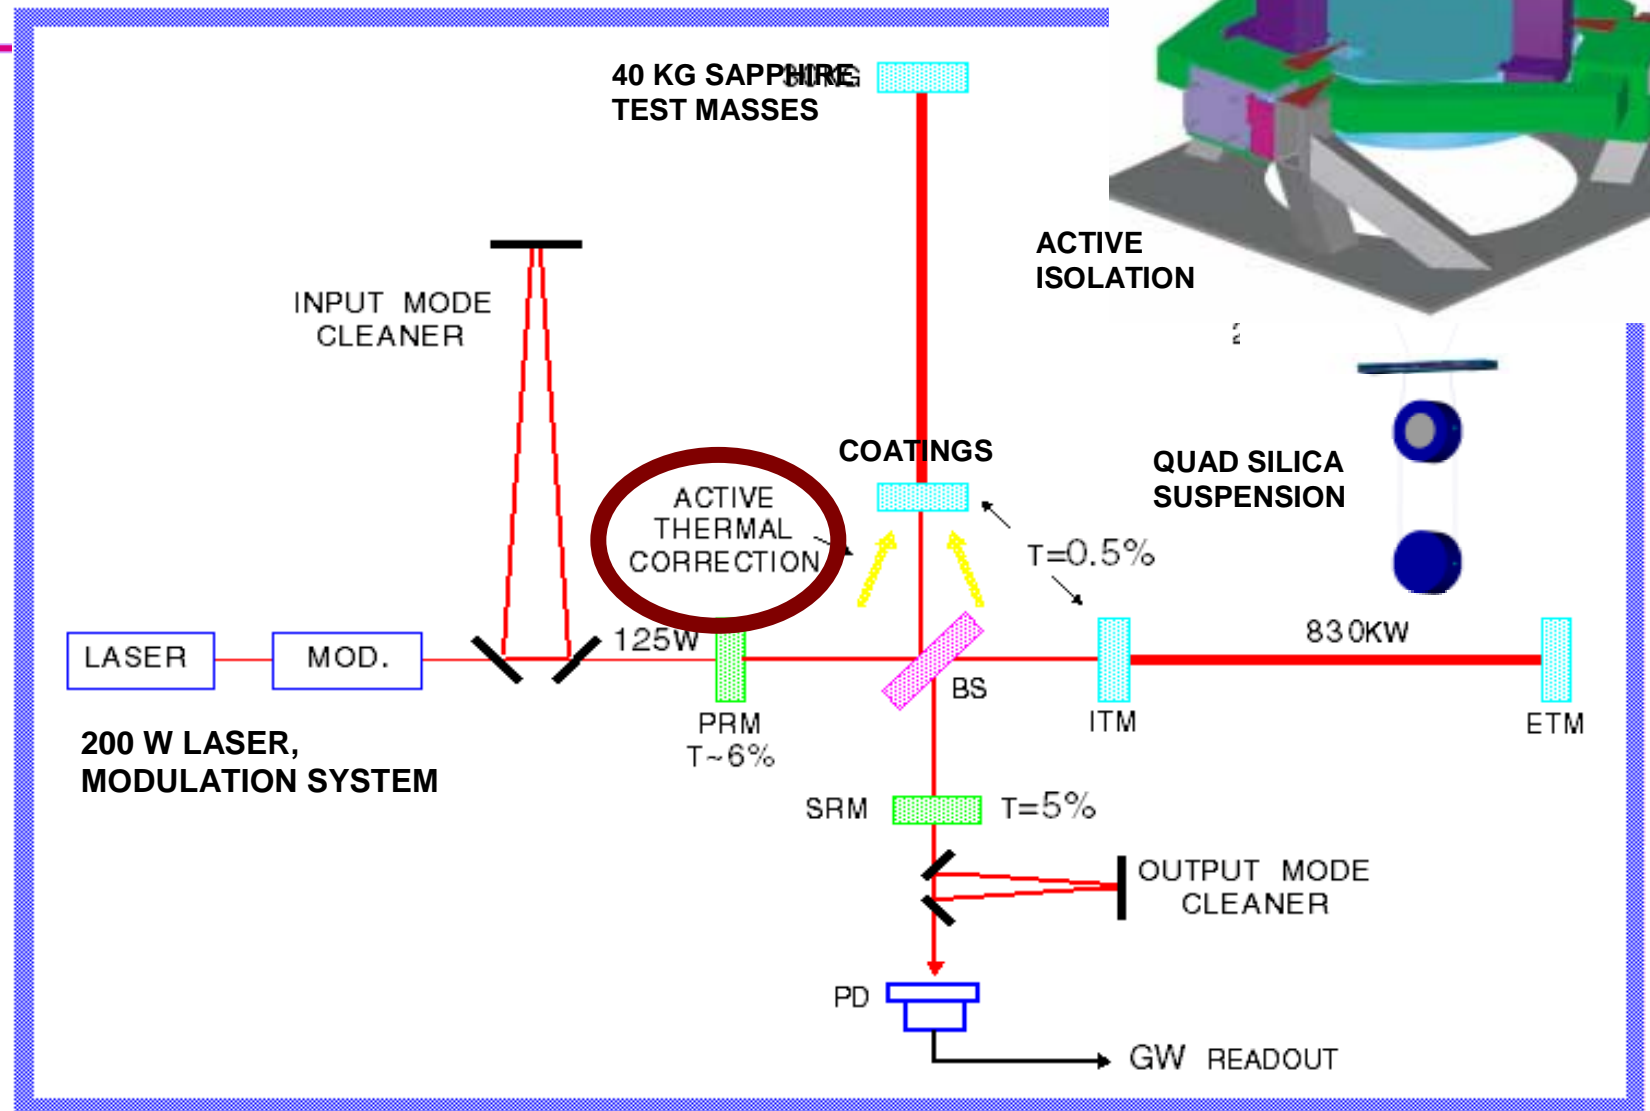 40 KG SAPPHIRE
TEST MASSES
ACTIVE
ISOLATION
INPUT MODE
CLEANER
COATINGS
QUAD SILICA
SUSPENSION
ACTIVE
THERMAL
CORRECTION
T=0.5%
LASER
MOD.
125W
830KW
BS
PRM
T~6%
ITM
ETM
200 W LASER,
MODULATION SYSTEM
SRM
T=5%
OUTPUT MODE
CLEANER
PD
GW READOUT